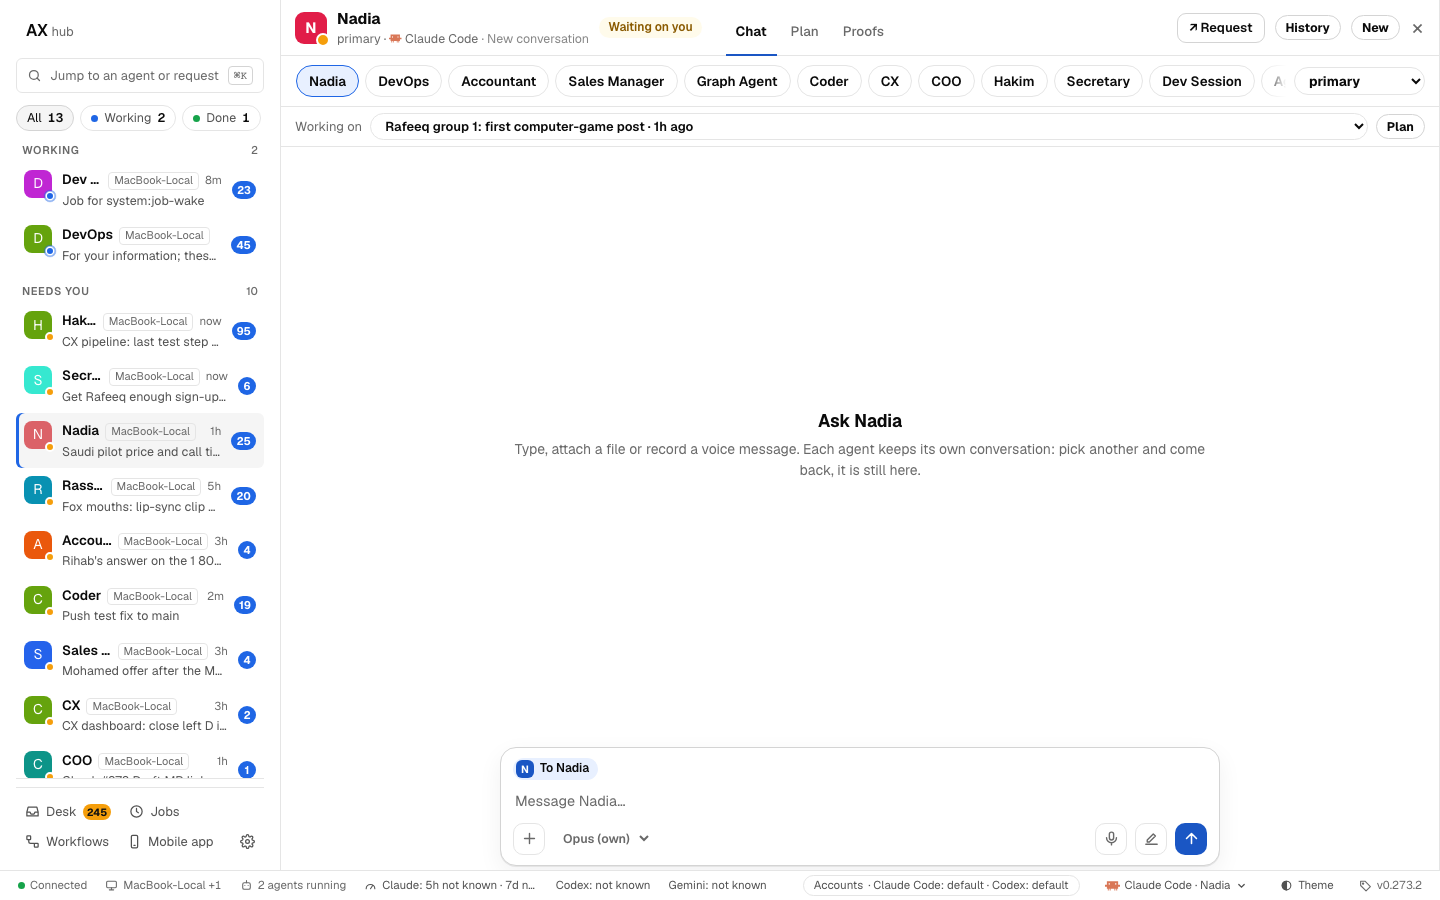 AX hub
Jump to an agent or request ⌘K
All 13 Working 2 Done 1
WORKING 2
D Dev ... MacBook-Local 8m
Job for system:job-wake 23
D DevOps MacBook-Local
For your information; thes... 45
NEEDS YOU 10
H Hak... MacBook-Local now
CX pipeline: last test step ... 95
S Secr... MacBook-Local now
Get Rafeeq enough sign-up... 6
N Nadia MacBook-Local 1h
Saudi pilot price and call ti... 25
R Rass... MacBook-Local 5h
Fox mouths: lip-sync clip ... 20
A Accou... MacBook-Local 3h
Rihab's answer on the 1 80... 4
C Coder MacBook-Local 2m
Push test fix to main 19
S Sales ... MacBook-Local 3h
Mohamed offer after the M... 4
C CX MacBook-Local 3h
CX dashboard: close left D i... 2
C COO MacBook-Local 1h
1
Desk 245 Jobs
Workflows Mobile app
N Nadia
primary · Claude Code · New conversation
Waiting on you
Chat Plan Proofs
Request History New
Nadia DevOps Accountant Sales Manager Graph Agent Coder CX COO Hakim Secretary Dev Session primary
Working on Rafeeq group 1: first computer-game post · 1h ago Plan
Ask Nadia
Type, attach a file or record a voice message. Each agent keeps its own conversation: pick another and come
back, it is still here.
N To Nadia
Message Nadia...
Opus (own)
Connected MacBook-Local +1 2 agents running Claude: 5h not known · 7d n... Codex: not known Gemini: not known Accounts · Claude Code: default · Codex: default Claude Code · Nadia Theme v0.273.2